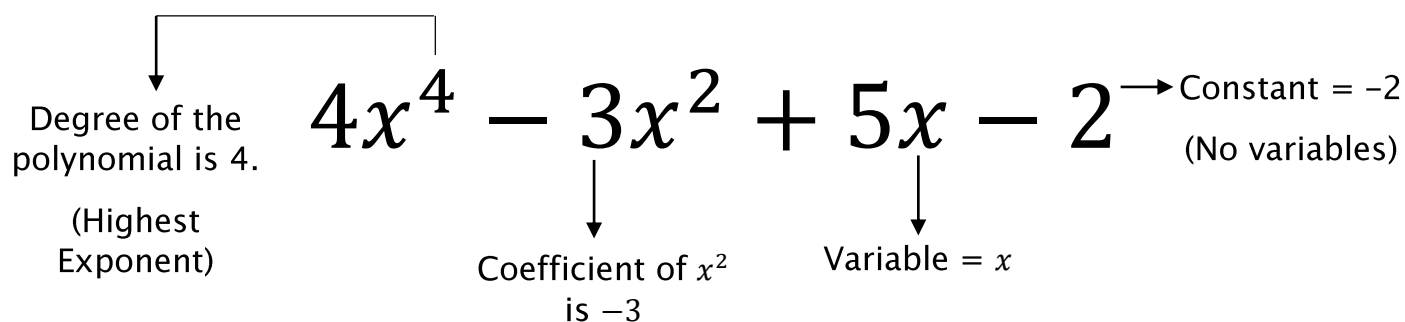 4x⁴ − 3x² + 5x − 2
Degree of the
polynomial is 4.
(Highest
Exponent)
Coefficient of x²
is −3
Variable = x
Constant = −2
(No variables)